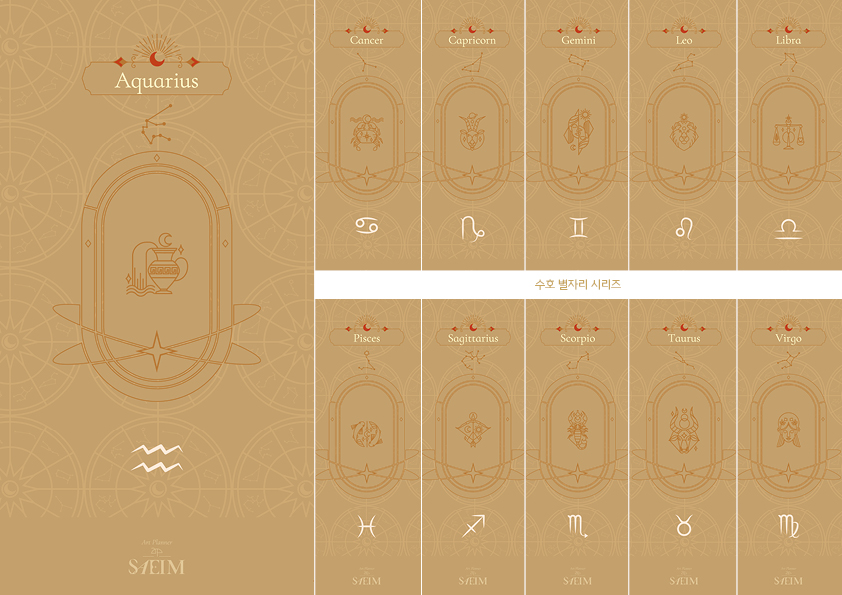 Aquarius
Art Planner
SAEIM
Cancer
Capricorn
Gemini
Leo
Libra
수호 별자리 시리즈
Pisces
Sagittarius
Scorpio
Taurus
Virgo
SAEIM
SAEIM
SAEIM
SAEIM
SAEIM